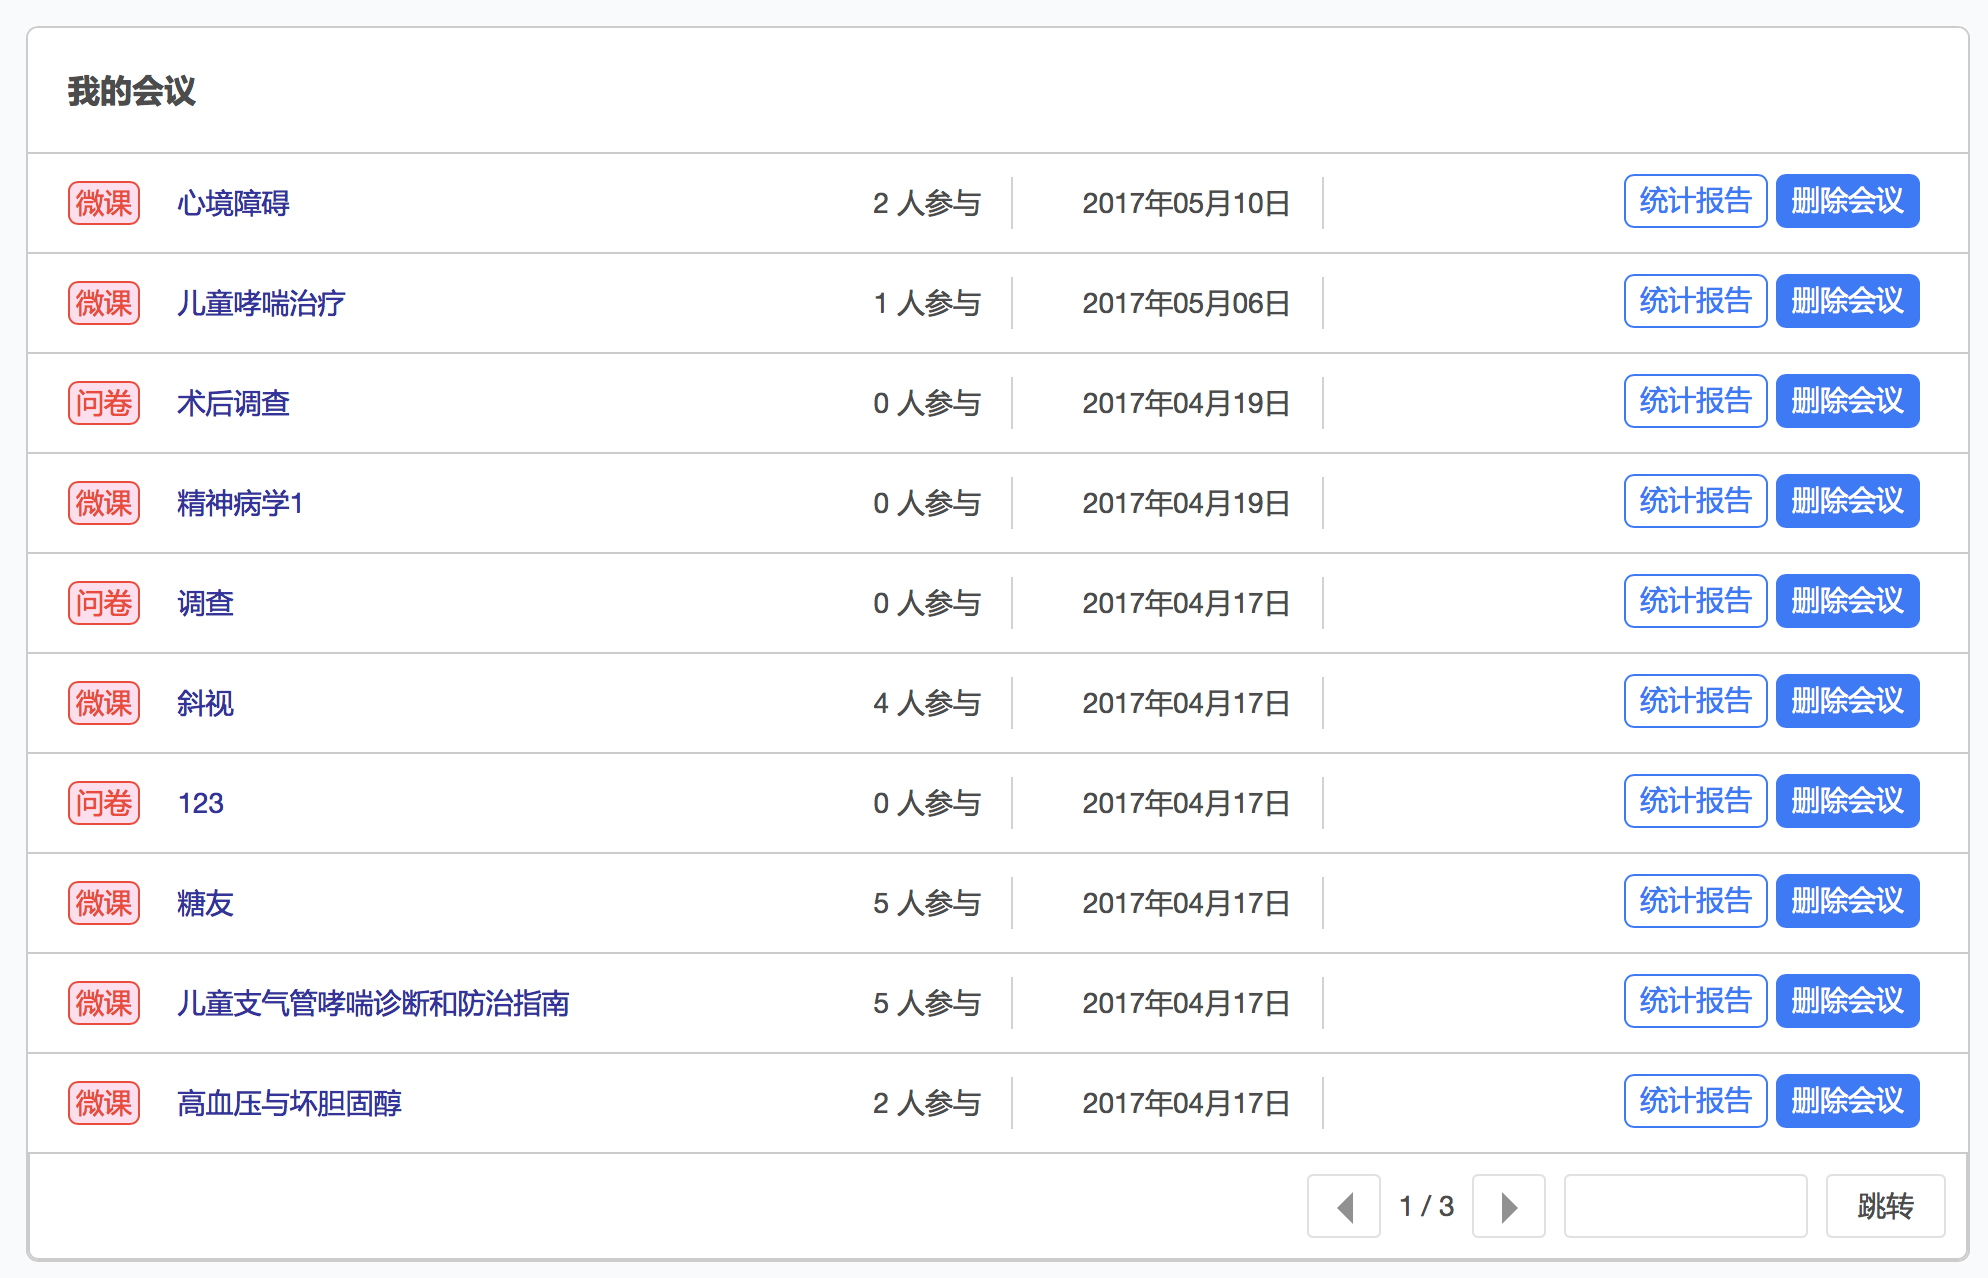 我的会议
微课 心境障碍 2 人参与 2017年05月10日 统计报告 删除会议
微课 儿童哮喘治疗 1 人参与 2017年05月06日 统计报告 删除会议
问卷 术后调查 0 人参与 2017年04月19日 统计报告 删除会议
微课 精神病学1 0 人参与 2017年04月19日 统计报告 删除会议
问卷 调查 0 人参与 2017年04月17日 统计报告 删除会议
微课 斜视 4 人参与 2017年04月17日 统计报告 删除会议
问卷 123 0 人参与 2017年04月17日 统计报告 删除会议
微课 糖友 5 人参与 2017年04月17日 统计报告 删除会议
微课 儿童支气管哮喘诊断和防治指南 5 人参与 2017年04月17日 统计报告 删除会议
微课 高血压与坏胆固醇 2 人参与 2017年04月17日 统计报告 删除会议
1 / 3 跳转